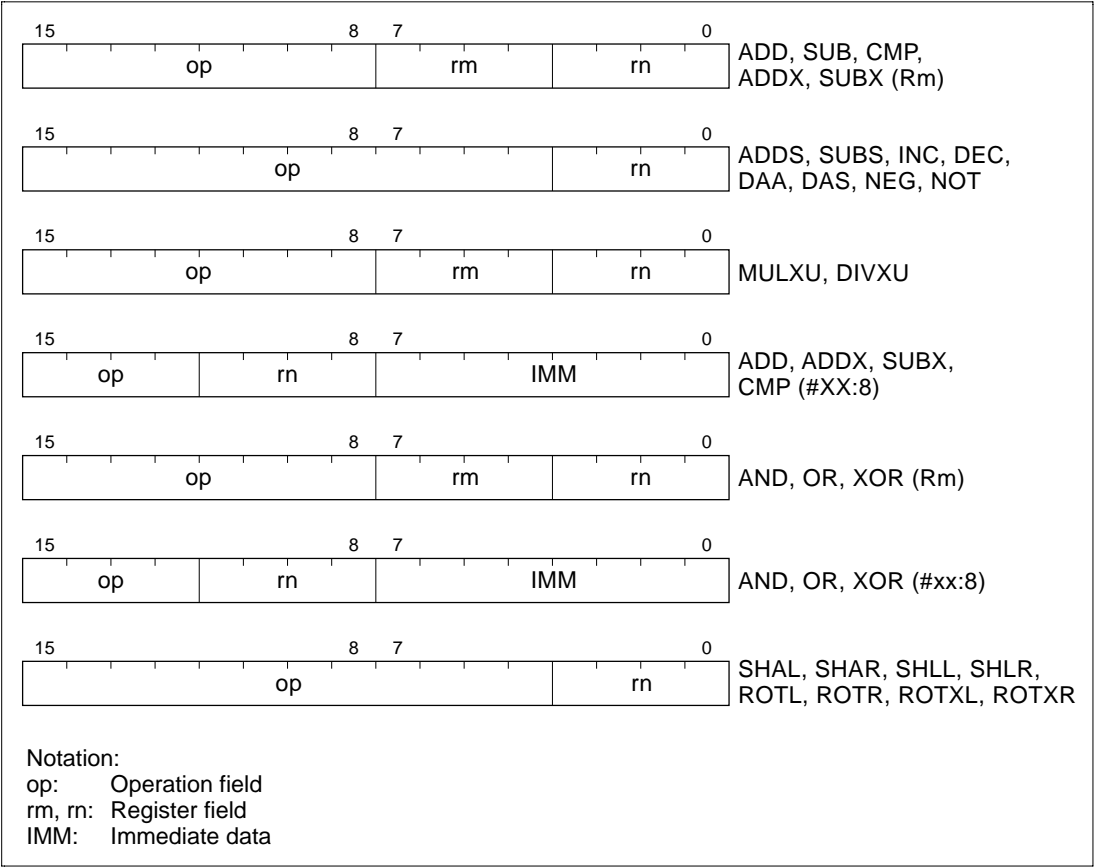 15 8 7 0
op rm rn
ADD, SUB, CMP,
ADDX, SUBX (Rm)
15 8 7 0
op rn
ADDS, SUBS, INC, DEC,
DAA, DAS, NEG, NOT
15 8 7 0
op rm rn
MULXU, DIVXU
15 8 7 0
op rn IMM
ADD, ADDX, SUBX,
CMP (#XX:8)
15 8 7 0
op rm rn
AND, OR, XOR (Rm)
15 8 7 0
op rn IMM
AND, OR, XOR (#xx:8)
15 8 7 0
op rn
SHAL, SHAR, SHLL, SHLR,
ROTL, ROTR, ROTXL, ROTXR
Notation:
op: Operation field
rm, rn: Register field
IMM: Immediate data